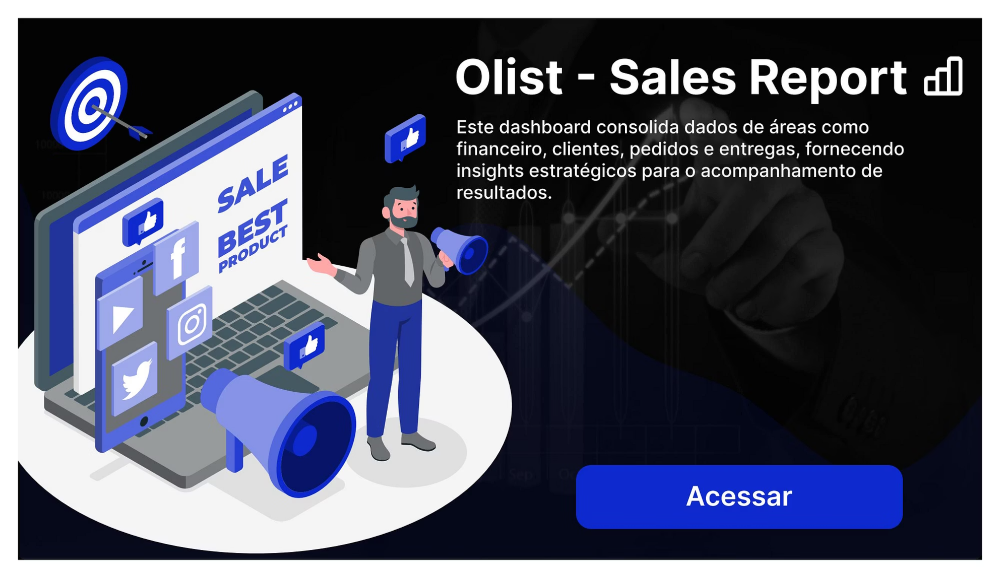 Olist - Sales Report
Este dashboard consolida dados de áreas como
financeiro, clientes, pedidos e entregas, fornecendo
insights estratégicos para o acompanhamento de
resultados.
SALE
BEST
PRODUCT
Sep
Acessar